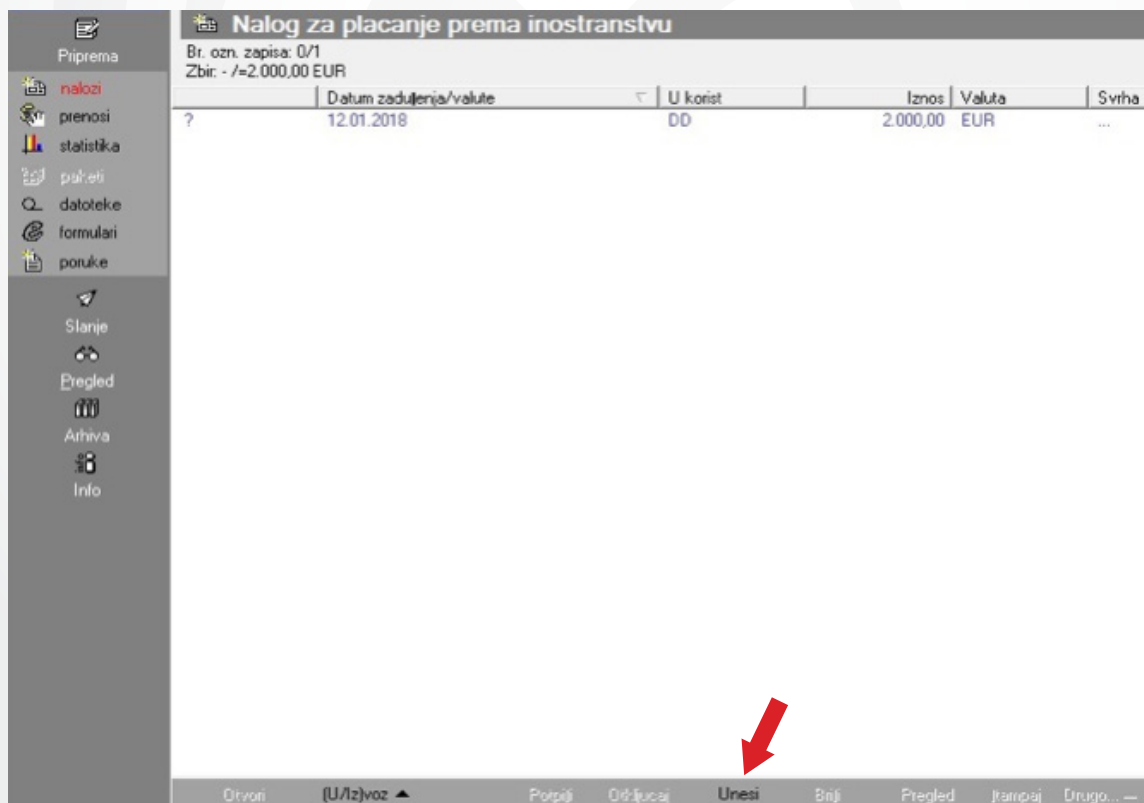 Priprema
nalozi
prenosi
statistika
paketi
datoteke
formulari
poruke
Slanje
Pregled
Arhiva
Info
Nalog za placanje prema inostranstvu
Br. ozn. zapisa: 0/1
Zbir: - /=2.000,00 EUR
Datum zaduljenja/valute U korist Iznos Valuta Svrha
? 12.01.2018 DD 2.000,00 EUR ...
Otvori (U/Iz)voz Potpiši Otključaj Unesi Briši Pregled Štampaj Drugo...